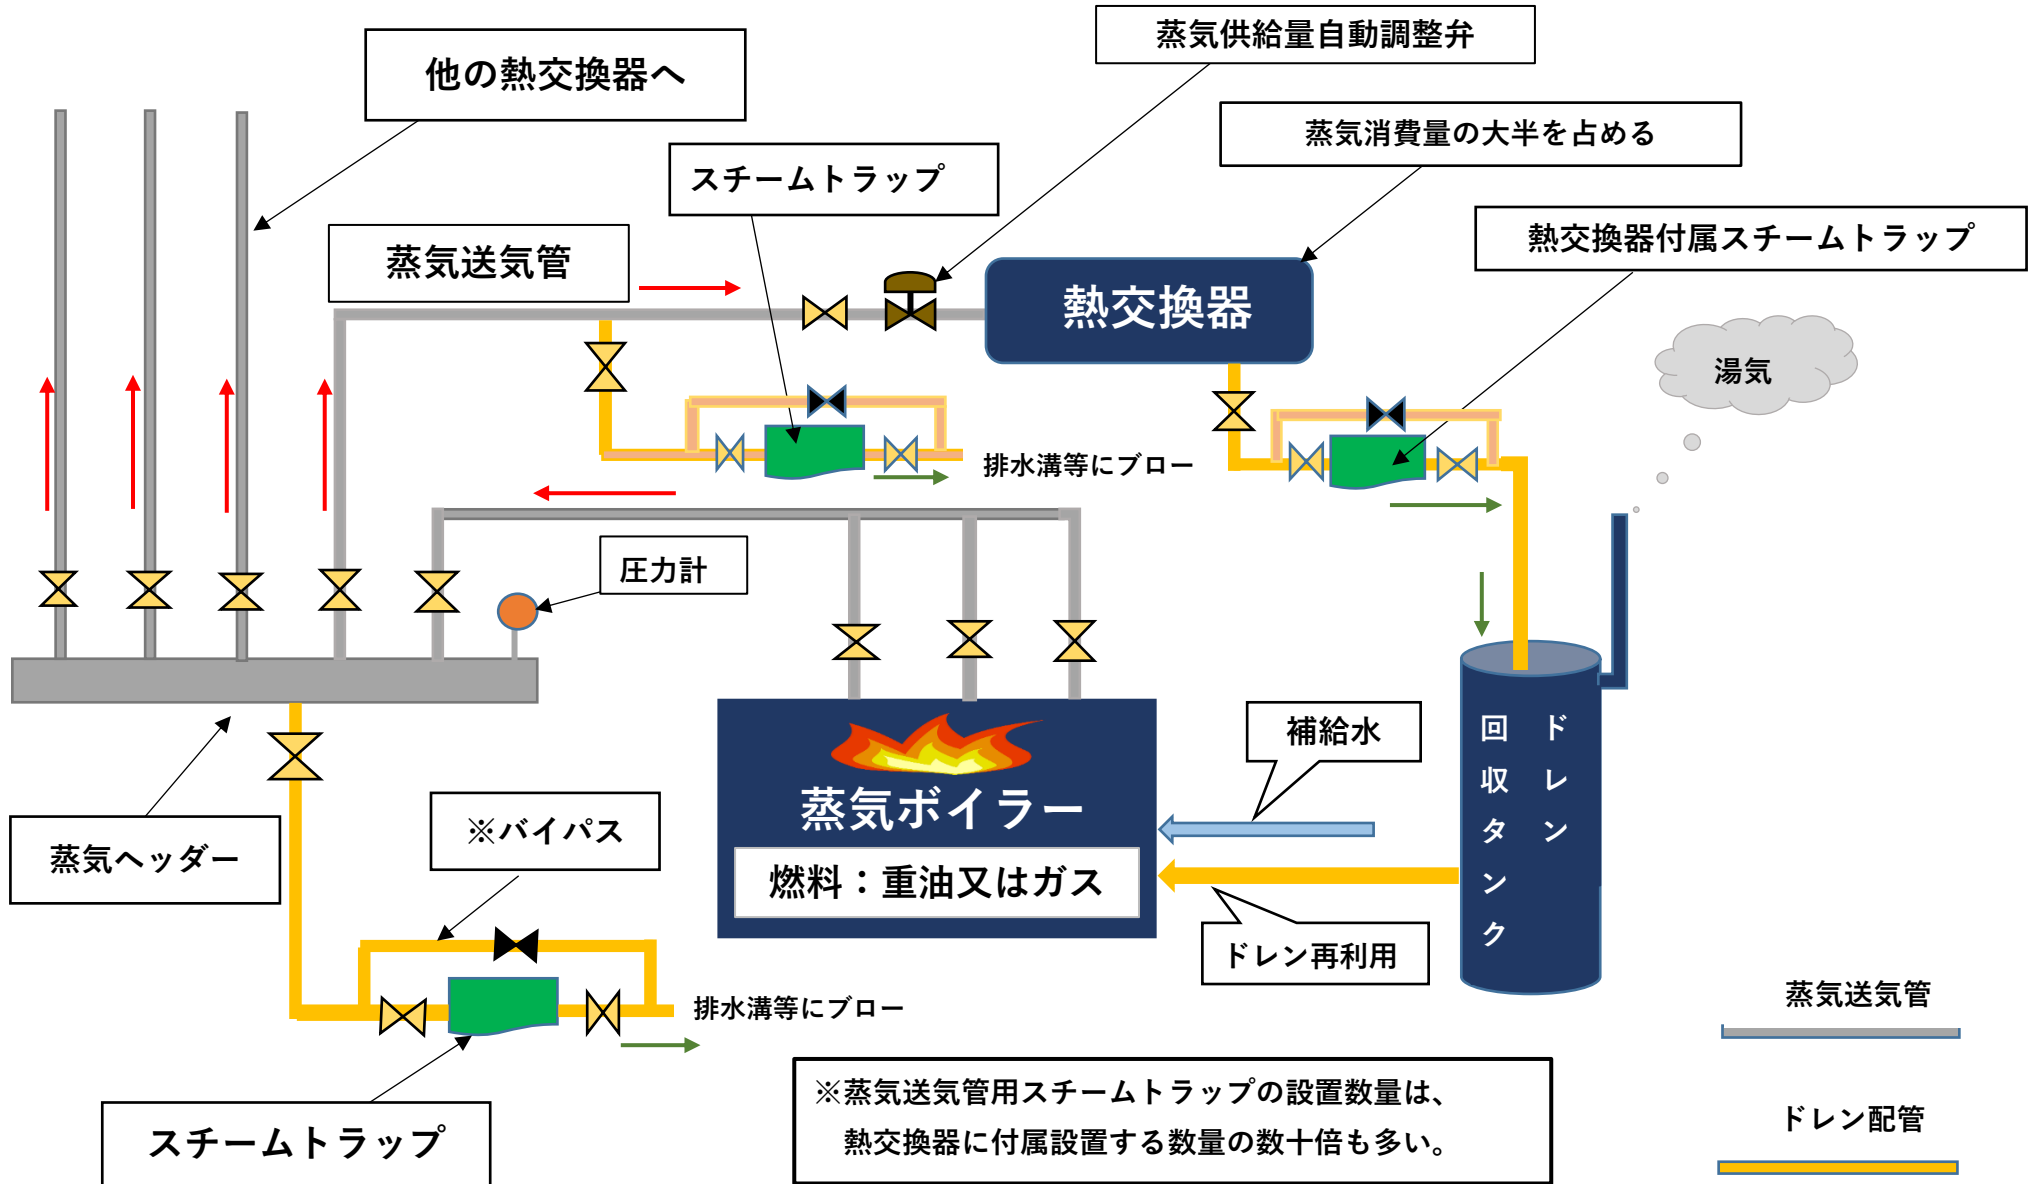 蒸気供給量自動調整弁
他の熱交換器へ
蒸気消費量の大半を占める
スチームトラップ
熱交換器付属スチームトラップ
蒸気送気管
熱交換器
湯気
排水溝等にブロー
圧力計
補給水
ドレン
回収タンク
蒸気ボイラー
※バイパス
蒸気ヘッダー
燃料：重油又はガス
ドレン再利用
排水溝等にブロー
蒸気送気管
※蒸気送気管用スチームトラップの設置数量は、
熱交換器に付属設置する数量の数十倍も多い。
ドレン配管
スチームトラップ